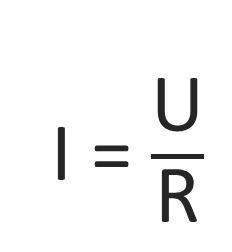 I = U/R